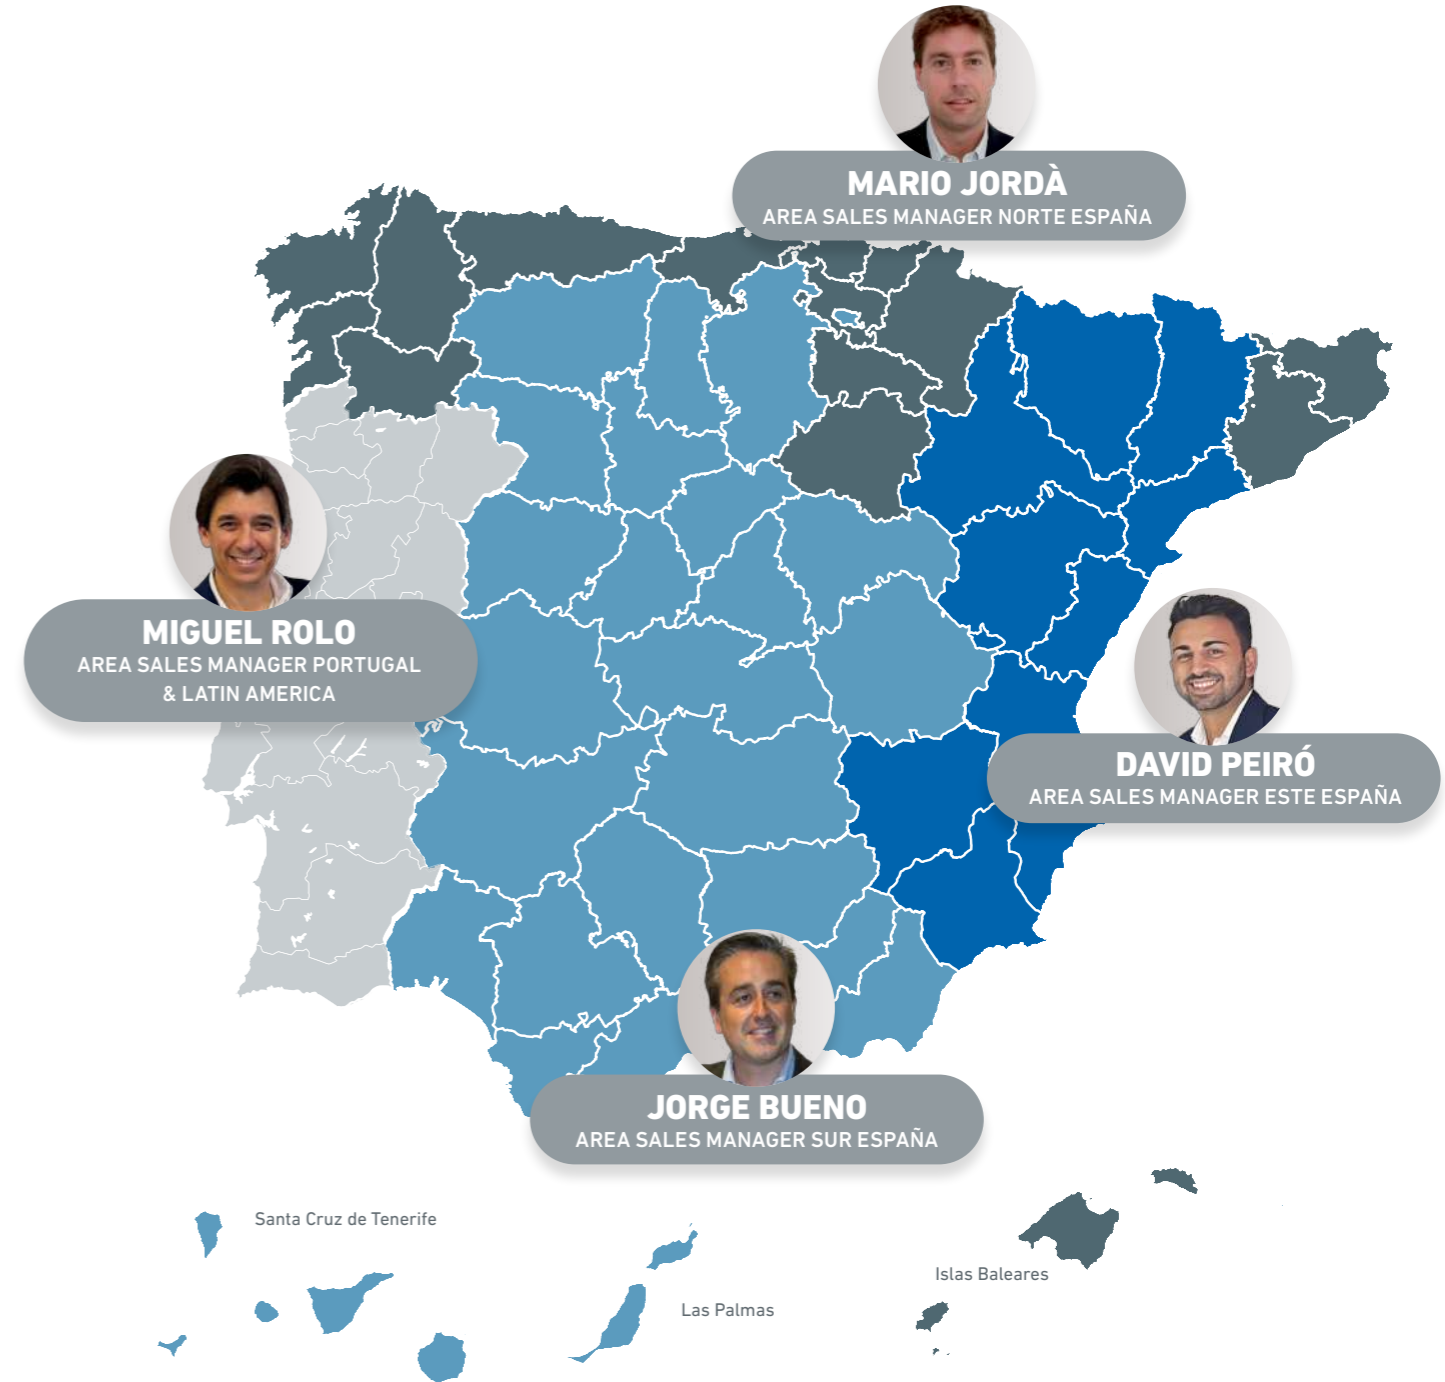 MARIO JORDÀ
AREA SALES MANAGER NORTE ESPAÑA
MIGUEL ROLO
AREA SALES MANAGER PORTUGAL
& LATIN AMERICA
DAVID PEIRÓ
AREA SALES MANAGER ESTE ESPAÑA
JORGE BUENO
AREA SALES MANAGER SUR ESPAÑA
Santa Cruz de Tenerife
Islas Baleares
Las Palmas